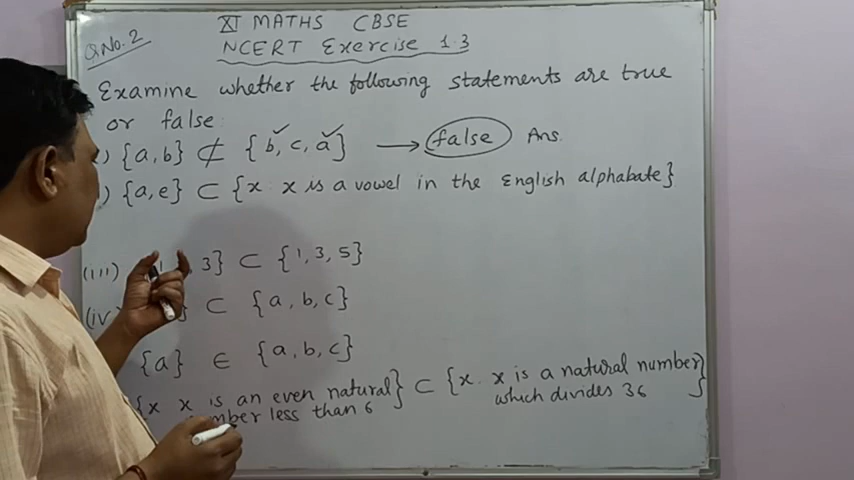 Q.No. 2
XI MATHS CBSE
NCERT Exercise 1.3
Examine whether the following statements are true
or false
) {a, b} ⊄ {b, c, a} → false Ans.
) {a, e} ⊂ {x : x is a vowel in the English alphabate}
(iii) 3} ⊂ {1, 3, 5}
(iv) } ⊂ {a, b, c}
{a} ∈ {a, b, c}
{x x is an even natural} ⊂ {x . x is a natural number}
number less than 6 which divides 36